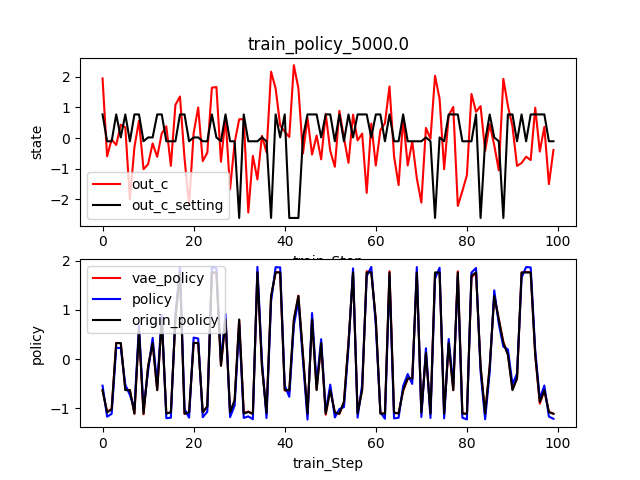 train_policy_5000.0
2
1
0
−1
−2
state
out_c
out_c_setting
0
20
40
60
80
100
2
1
0
−1
policy
vae_policy
policy
origin_policy
0
20
40
60
80
100
train_Step